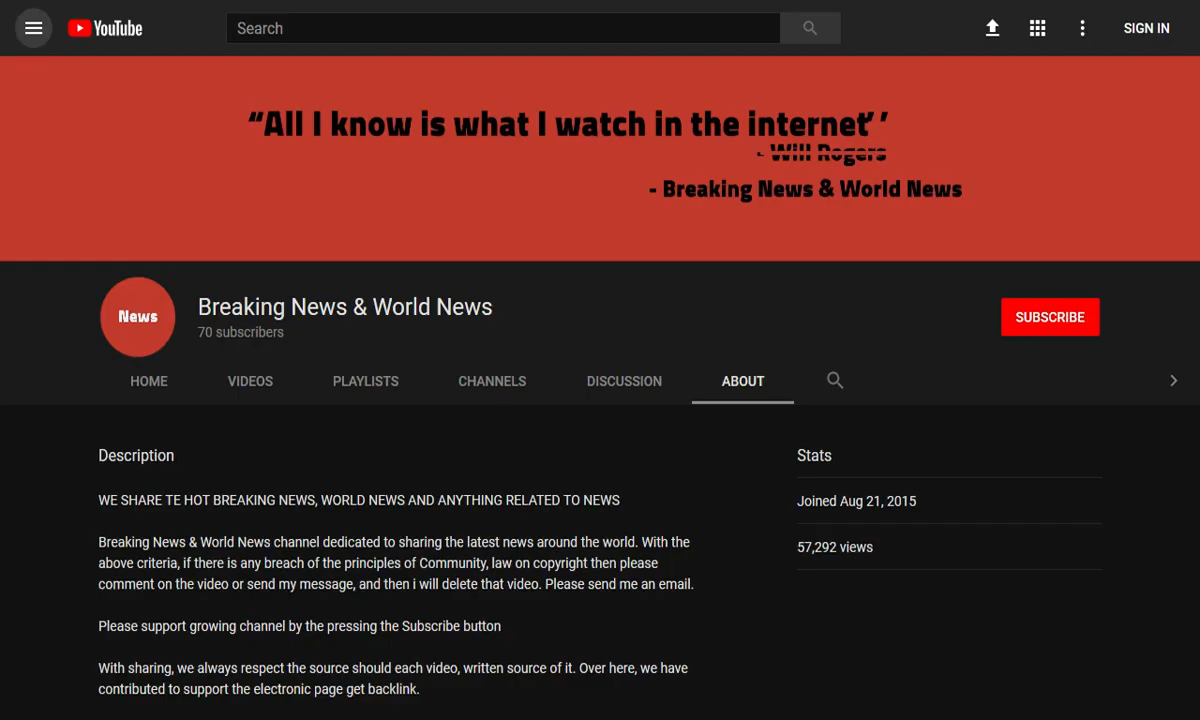 YouTube
Search
SIGN IN
“All I know is what I watch in the internet’’
- Will Rogers
- Breaking News & World News
News
Breaking News & World News
70 subscribers
SUBSCRIBE
HOME VIDEOS PLAYLISTS CHANNELS DISCUSSION ABOUT
Description
WE SHARE TE HOT BREAKING NEWS, WORLD NEWS AND ANYTHING RELATED TO NEWS
Breaking News & World News channel dedicated to sharing the latest news around the world. With the
above criteria, if there is any breach of the principles of Community, law on copyright then please
comment on the video or send my message, and then i will delete that video. Please send me an email.
Please support growing channel by the pressing the Subscribe button
With sharing, we always respect the source should each video, written source of it. Over here, we have
contributed to support the electronic page get backlink.
Stats
Joined Aug 21, 2015
57,292 views